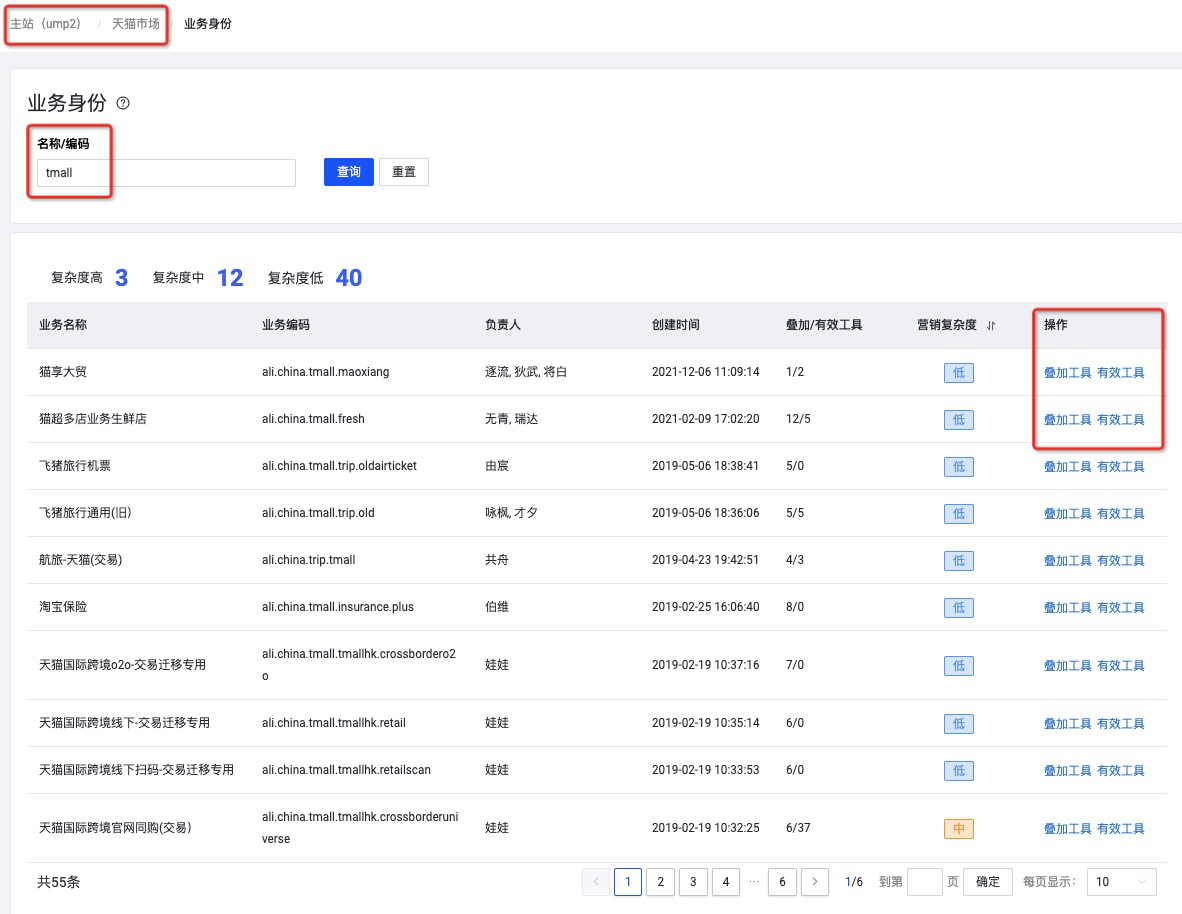 主站（ump2） / 天猫市场 / 业务身份
业务身份 ?
名称/编码
tmall 查询 重置
复杂度高 3 复杂度中 12 复杂度低 40
业务名称 业务编码 负责人 创建时间 叠加/有效工具 营销复杂度 操作
猫享大贸 ali.china.tmall.maoxiang 逐流, 狄武, 将白 2021-12-06 11:09:14 1/2 低 叠加工具 有效工具
猫超多店业务生鲜店 ali.china.tmall.fresh 无青, 瑞达 2021-02-09 17:02:20 12/5 低 叠加工具 有效工具
飞猪旅行机票 ali.china.tmall.trip.oldairticket 由宸 2019-05-06 18:38:41 5/0 低 叠加工具 有效工具
飞猪旅行通用(旧) ali.china.tmall.trip.old 咏枫, 才夕 2019-05-06 18:36:06 5/5 低 叠加工具 有效工具
航旅-天猫(交易) ali.china.trip.tmall 共舟 2019-04-23 19:42:51 4/3 低 叠加工具 有效工具
淘宝保险 ali.china.tmall.insurance.plus 伯维 2019-02-25 16:06:40 8/0 低 叠加工具 有效工具
天猫国际跨境o2o-交易迁移专用 ali.china.tmall.tmallhk.crossbordero2
o 娃娃 2019-02-19 10:37:16 7/0 低 叠加工具 有效工具
天猫国际跨境线下-交易迁移专用 ali.china.tmall.tmallhk.retail 娃娃 2019-02-19 10:35:14 6/0 低 叠加工具 有效工具
天猫国际跨境线下扫码-交易迁移专用 ali.china.tmall.tmallhk.retailscan 娃娃 2019-02-19 10:33:53 6/0 低 叠加工具 有效工具
天猫国际跨境官网同购(交易) ali.china.tmall.tmallhk.crossborderuni
verse 娃娃 2019-02-19 10:32:25 6/37 中 叠加工具 有效工具
共55条 1 2 3 4 ··· 6 1/6 到第 页 确定 每页显示： 10